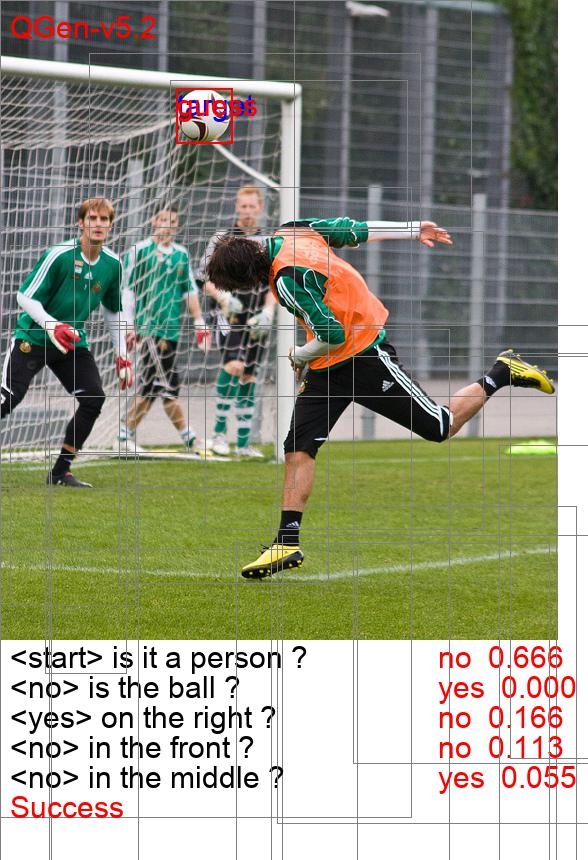 QGen-v5.2
target
guess
<start> is it a person ? no 0.666
<no> is the ball ? yes 0.000
<yes> on the right ? no 0.166
<no> in the front ? no 0.113
<no> in the middle ? yes 0.055
Success